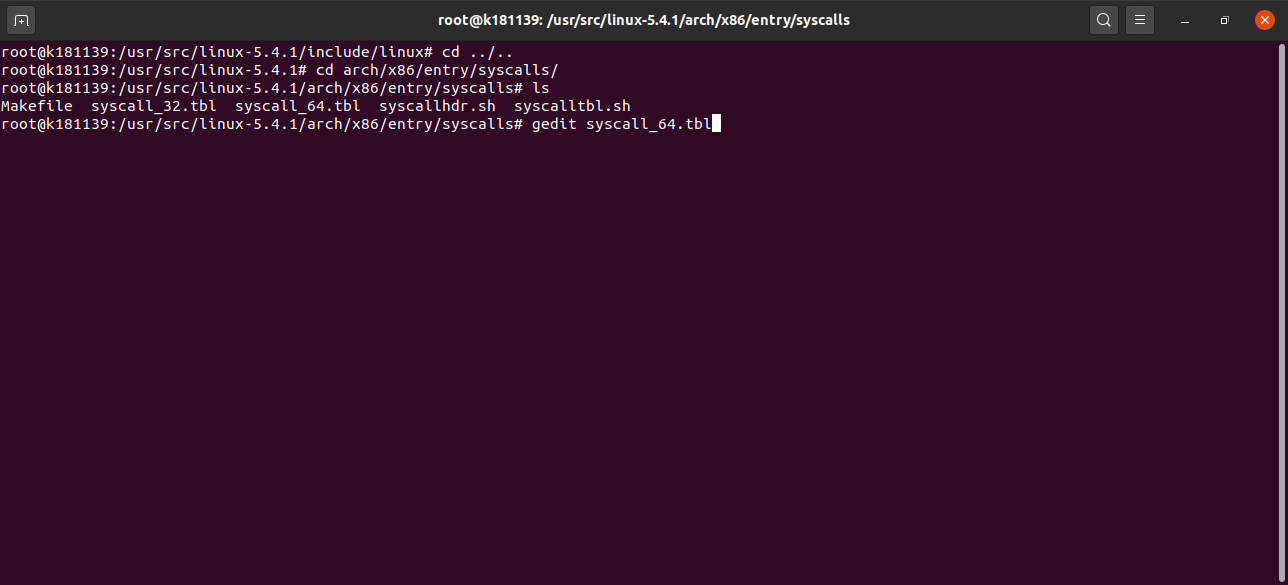 root@k181139: /usr/src/linux-5.4.1/arch/x86/entry/syscalls
root@k181139:/usr/src/linux-5.4.1/include/linux# cd ../..
root@k181139:/usr/src/linux-5.4.1# cd arch/x86/entry/syscalls/
root@k181139:/usr/src/linux-5.4.1/arch/x86/entry/syscalls# ls
Makefile  syscall_32.tbl  syscall_64.tbl  syscallhdr.sh  syscalltbl.sh
root@k181139:/usr/src/linux-5.4.1/arch/x86/entry/syscalls# gedit syscall_64.tbl